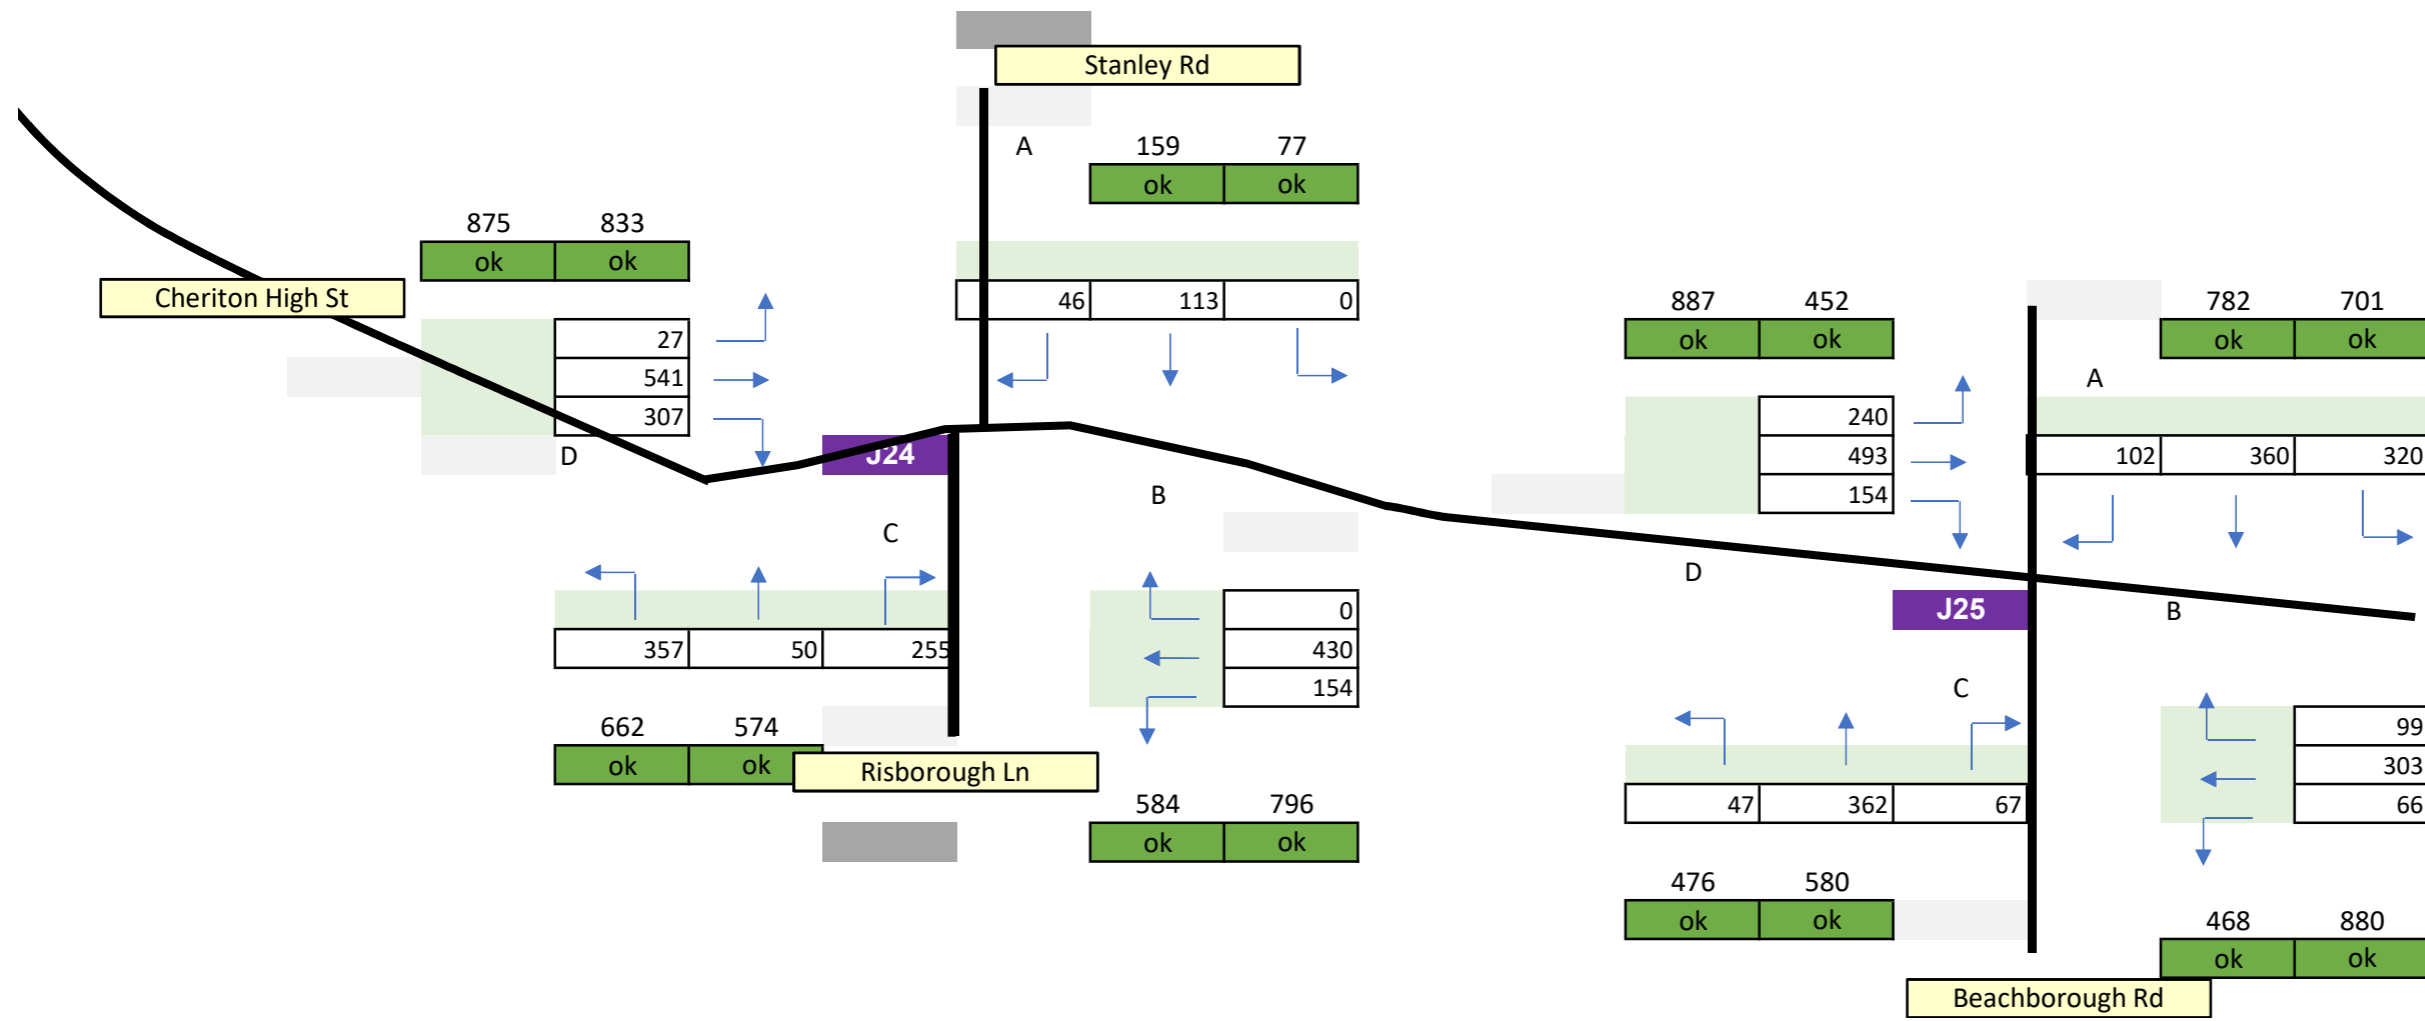 Stanley Rd
A
159 77
ok ok
875 833
ok ok
Cheriton High St
46 113 0
27
541
307
D
J24
887 452
ok ok
782 701
ok ok
A
240
493
154
102 360 320
B
C
D
J25
B
0
430
154
357 50 255
662 574
ok ok
Risborough Ln
584 796
ok ok
C
99
303
66
47 362 67
476 580
ok ok
468 880
ok ok
Beachborough Rd